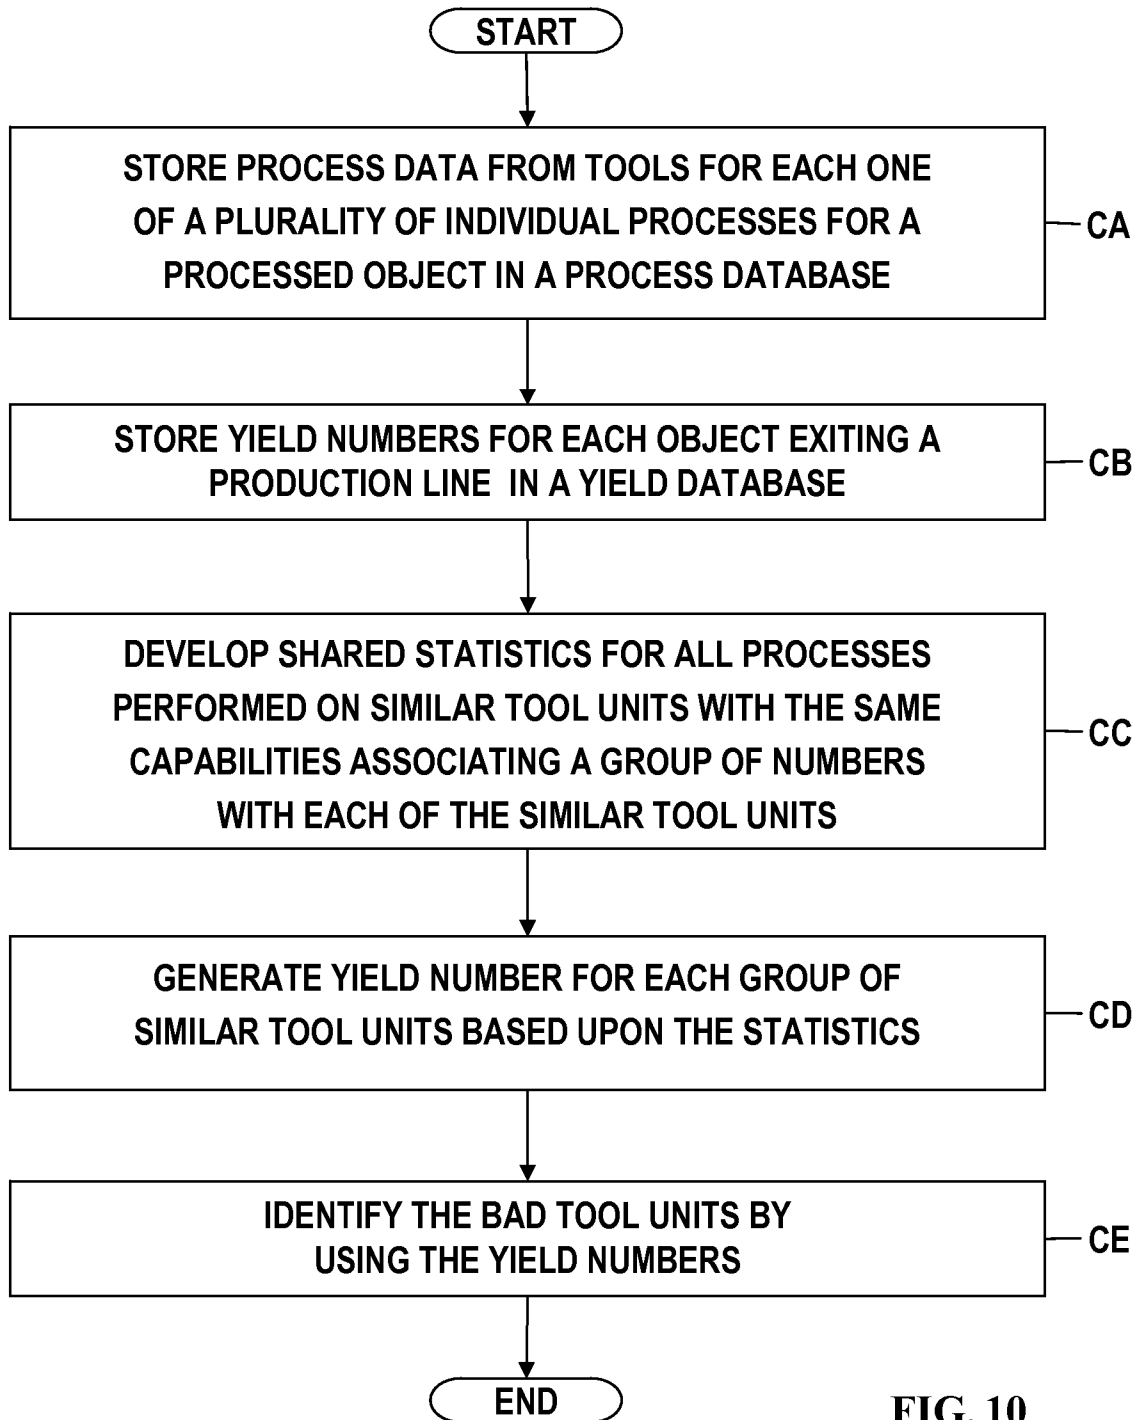 START
STORE PROCESS DATA FROM TOOLS FOR EACH ONE
OF A PLURALITY OF INDIVIDUAL PROCESSES FOR A
PROCESSED OBJECT IN A PROCESS DATABASE
CA
STORE YIELD NUMBERS FOR EACH OBJECT EXITING A
PRODUCTION LINE IN A YIELD DATABASE
CB
DEVELOP SHARED STATISTICS FOR ALL PROCESSES
PERFORMED ON SIMILAR TOOL UNITS WITH THE SAME
CAPABILITIES ASSOCIATING A GROUP OF NUMBERS
WITH EACH OF THE SIMILAR TOOL UNITS
CC
GENERATE YIELD NUMBER FOR EACH GROUP OF
SIMILAR TOOL UNITS BASED UPON THE STATISTICS
CD
IDENTIFY THE BAD TOOL UNITS BY
USING THE YIELD NUMBERS
CE
END
FIG. 10